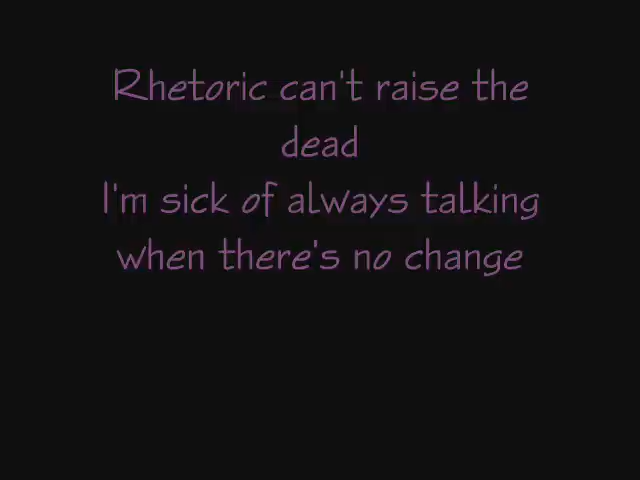 Rhetoric can't raise the
dead
I'm sick of always talking
when there's no change